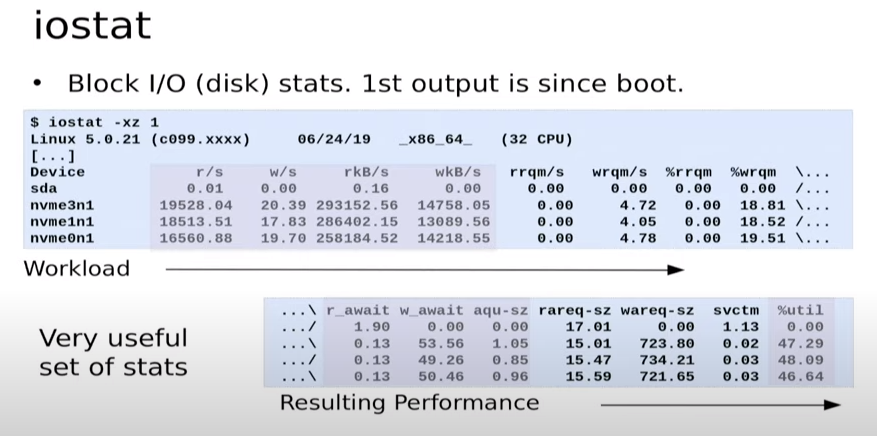 iostat
• Block I/O (disk) stats. 1st output is since boot.
$ iostat -xz 1
Linux 5.0.21 (c099.xxxx) 06/24/19 _x86_64_ (32 CPU)
[...]
Device r/s w/s rkB/s wkB/s rrqm/s wrqm/s %rrqm %wrqm \...
sda 0.01 0.00 0.16 0.00 0.00 0.00 0.00 0.00 /...
nvme3n1 19528.04 20.39 293152.56 14758.05 0.00 4.72 0.00 18.81 \...
nvme1n1 18513.51 17.83 286402.15 13089.56 0.00 4.05 0.00 18.52 /...
nvme0n1 16560.88 19.70 258184.52 14218.55 0.00 4.78 0.00 19.51 \...
Workload
...\ r_await w_await aqu-sz rareq-sz wareq-sz svctm %util
.../ 1.90 0.00 0.00 17.01 0.00 1.13 0.00
...\ 0.13 53.56 1.05 15.01 723.80 0.02 47.29
.../ 0.13 49.26 0.85 15.47 734.21 0.03 48.09
...\ 0.13 50.46 0.96 15.59 721.65 0.03 46.64
Very useful
set of stats
Resulting Performance